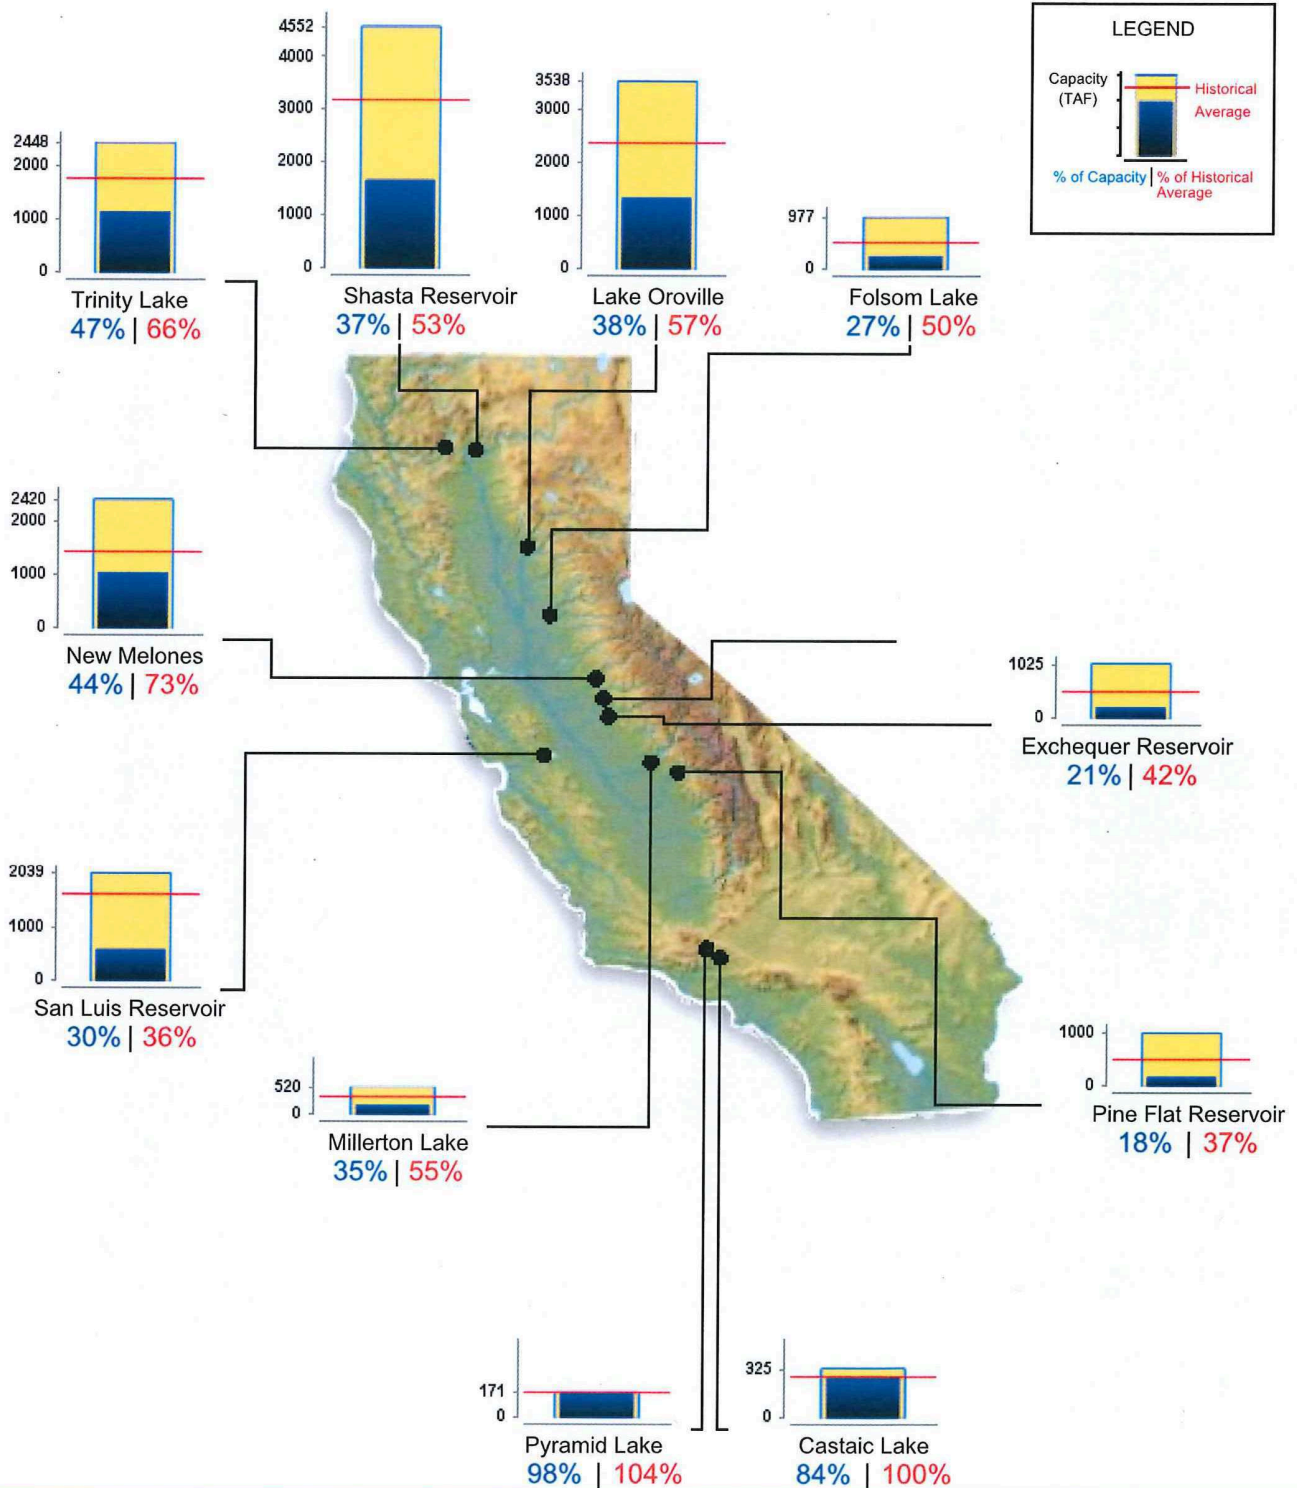 LEGEND
Capacity
(TAF)
Historical
Average
% of Capacity | % of Historical
Average
4552
4000
3000
2000
1000
0
Shasta Reservoir
37% | 53%
3538
3000
2000
1000
0
Lake Oroville
38% | 57%
2448
2000
1000
0
Trinity Lake
47% | 66%
977
0
Folsom Lake
27% | 50%
2420
2000
1000
0
New Melones
44% | 73%
1025
0
Exchequer Reservoir
21% | 42%
2039
1000
0
San Luis Reservoir
30% | 36%
520
0
Millerton Lake
35% | 55%
1000
0
Pine Flat Reservoir
18% | 37%
171
0
Pyramid Lake
98% | 104%
325
0
Castaic Lake
84% | 100%